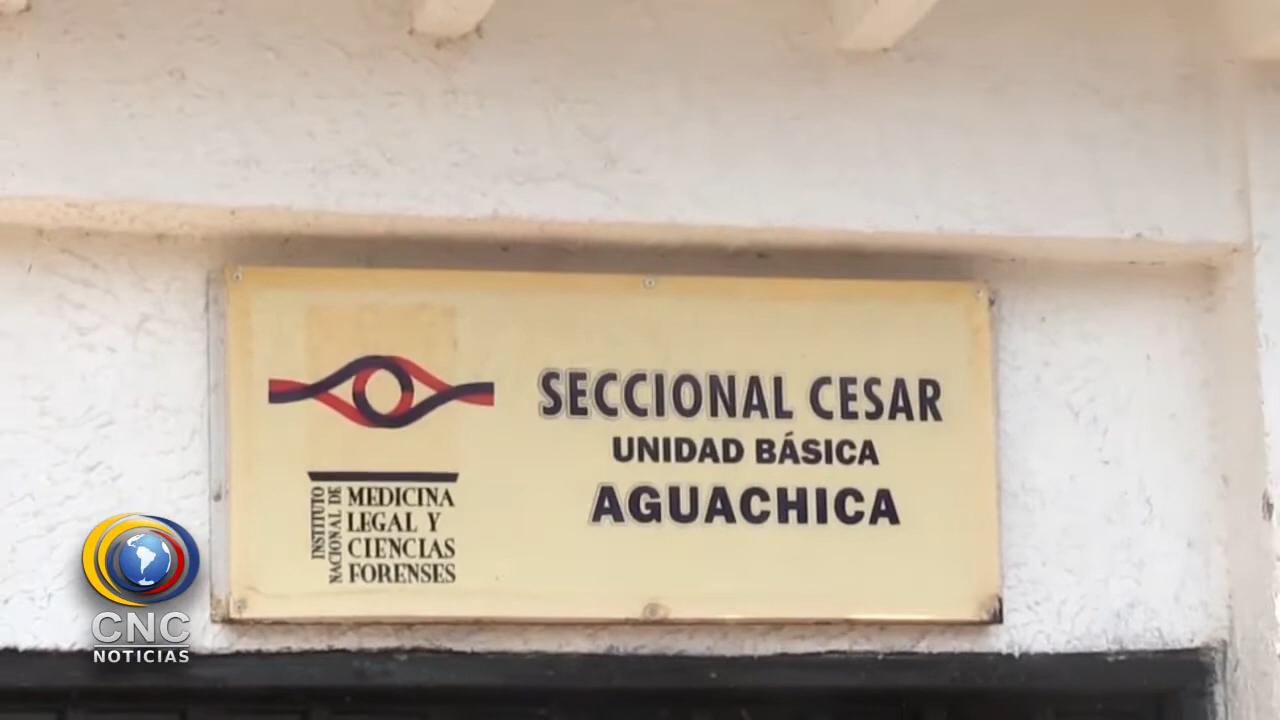 SECCIONAL CESAR
UNIDAD BÁSICA
AGUACHICA
INSTITUTO
NACIONAL DE
MEDICINA
LEGAL Y
CIENCIAS
FORENSES
CNC
NOTICIAS